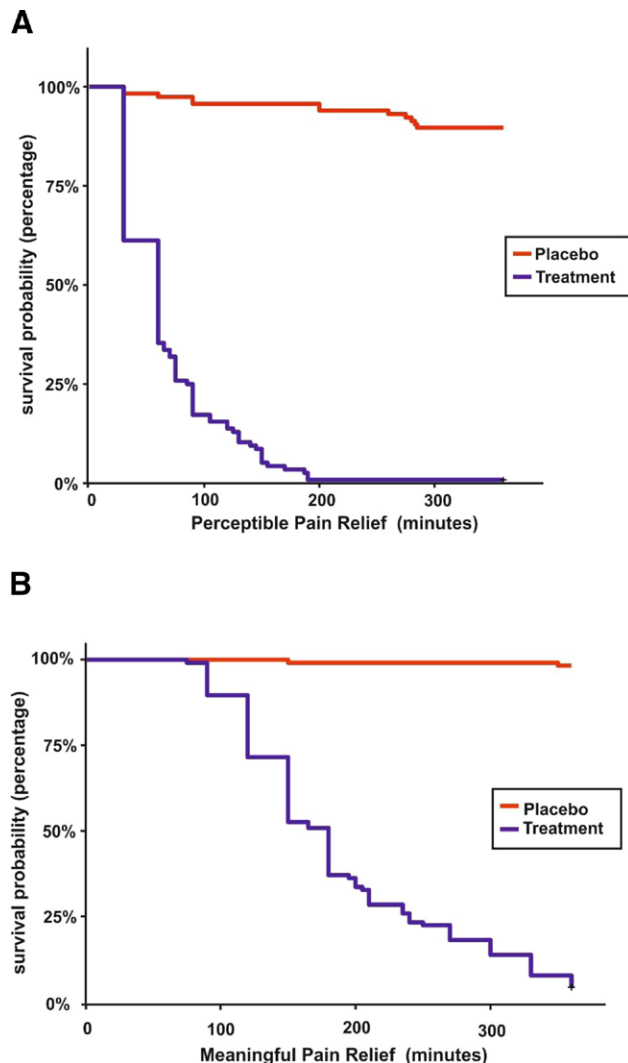 A
100%
75%
50%
25%
0%
survival probability (percentage)
Placebo
Treatment
0 100 200 300
Perceptible Pain Relief (minutes)
B
100%
75%
50%
25%
0%
survival probability (percentage)
Placebo
Treatment
0 100 200 300
Meaningful Pain Relief (minutes)